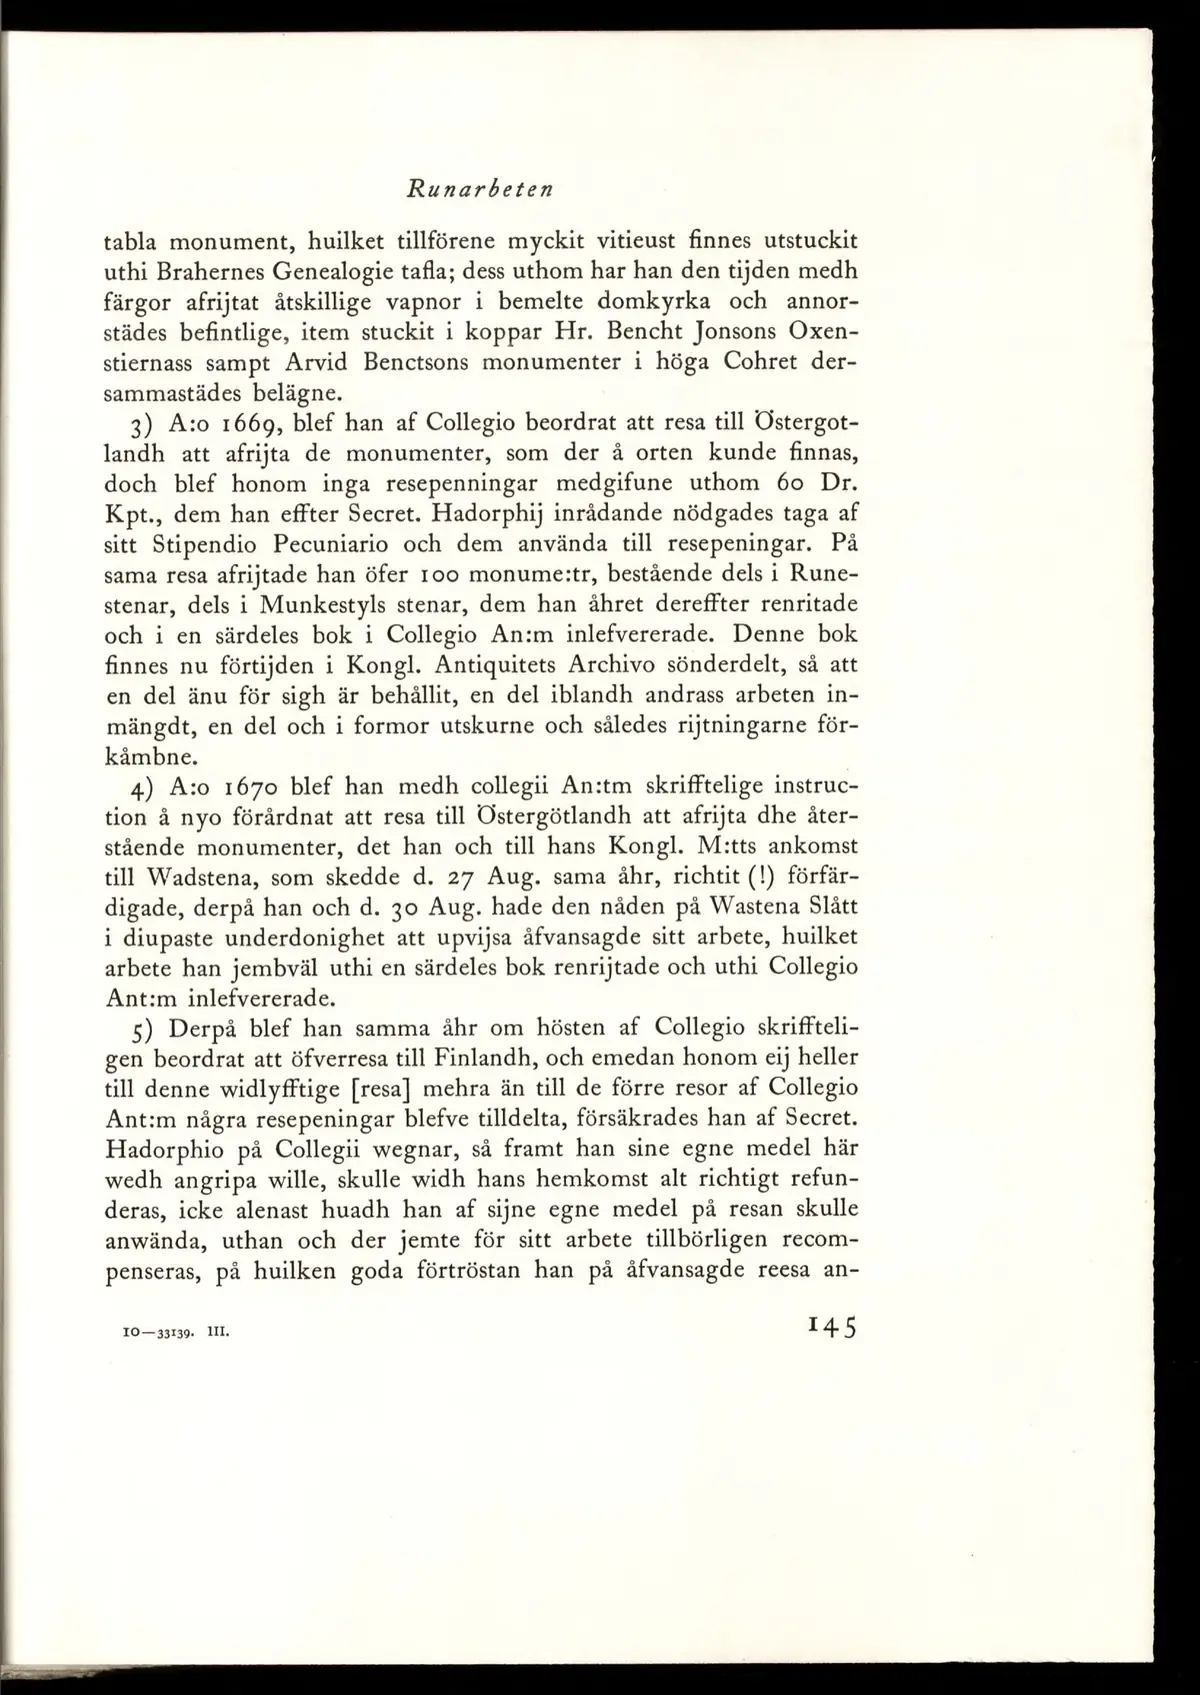 Runarbeten
tabla monument, huilket tillförene myckit vitieust finnes utstuckit
uthi Brahernes Genealogie tafla; dess uthom har han den tijden medh
färgor afrijtat åtskillige vapnor i bemelte domkyrka och annor-
städes befintlige, item stuckit i koppar Hr. Bencht Jonsons Oxen-
stiernass sampt Arvid Benctsons monumenter i höga Cohret der-
sammastädes belägne.
3) A:o 1669, blef han af Collegio beordrat att resa till Östergot-
landh att afrijta de monumenter, som der å orten kunde finnas,
doch blef honom inga resepenningar medgifune uthom 60 Dr.
Kpt., dem han effter Secret. Hadorphij inrådande nödgades taga af
sitt Stipendio Pecuniario och dem använda till resepeningar. På
sama resa afrijtade han öfer 100 monume:tr, bestående dels i Rune-
stenar, dels i Munkestyls stenar, dem han åhret dereffter renritade
och i en särdeles bok i Collegio An:m inlefvererade. Denne bok
finnes nu förtijden i Kongl. Antiquitets Archivo sönderdelt, så att
en del änu för sigh är behållit, en del iblandh andrass arbeten in-
mängdt, en del och i formor utskurne och således rijtningarne för-
kåmbne.
4) A:o 1670 blef han medh collegii An:tm skrifftelige instruc-
tion å nyo förårdnat att resa till Östergötlandh att afrijta dhe åter-
stående monumenter, det han och till hans Kongl. M:tts ankomst
till Wadstena, som skedde d. 27 Aug. sama åhr, richtit (!) förfär-
digade, derpå han och d. 30 Aug. hade den nåden på Wastena Slått
i diupaste underdonighet att upvijsa åfvansagde sitt arbete, huilket
arbete han jembväl uthi en särdeles bok renrijtade och uthi Collegio
Ant:m inlefvererade.
5) Derpå blef han samma åhr om hösten af Collegio skriffteli-
gen beordrat att öfverresa till Finlandh, och emedan honom eij heller
till denne widlyfftige [resa] mehra än till de förre resor af Collegio
Ant:m några resepeningar blefve tilldelta, försäkrades han af Secret.
Hadorphio på Collegii wegnar, så framt han sine egne medel här
wedh angripa wille, skulle widh hans hemkomst alt richtigt refun-
deras, icke alenast huadh han af sijne egne medel på resan skulle
anwända, uthan och der jemte för sitt arbete tillbörligen recom-
penseras, på huilken goda förtröstan han på åfvansagde reesa an-
10—33139. III.
145